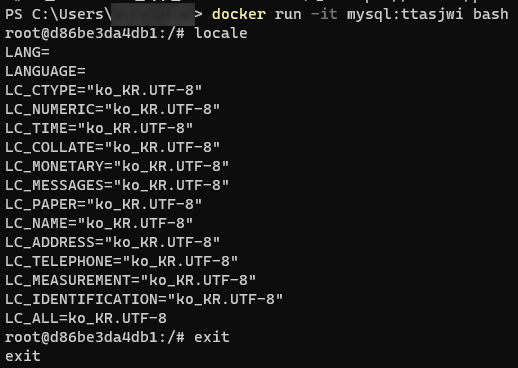 PS C:\Users\> docker run -it mysql:ttasjwi bash
root@d86be3da4db1:/# locale
LANG=
LANGUAGE=
LC_CTYPE="ko_KR.UTF-8"
LC_NUMERIC="ko_KR.UTF-8"
LC_TIME="ko_KR.UTF-8"
LC_COLLATE="ko_KR.UTF-8"
LC_MONETARY="ko_KR.UTF-8"
LC_MESSAGES="ko_KR.UTF-8"
LC_PAPER="ko_KR.UTF-8"
LC_NAME="ko_KR.UTF-8"
LC_ADDRESS="ko_KR.UTF-8"
LC_TELEPHONE="ko_KR.UTF-8"
LC_MEASUREMENT="ko_KR.UTF-8"
LC_IDENTIFICATION="ko_KR.UTF-8"
LC_ALL=ko_KR.UTF-8
root@d86be3da4db1:/# exit
exit